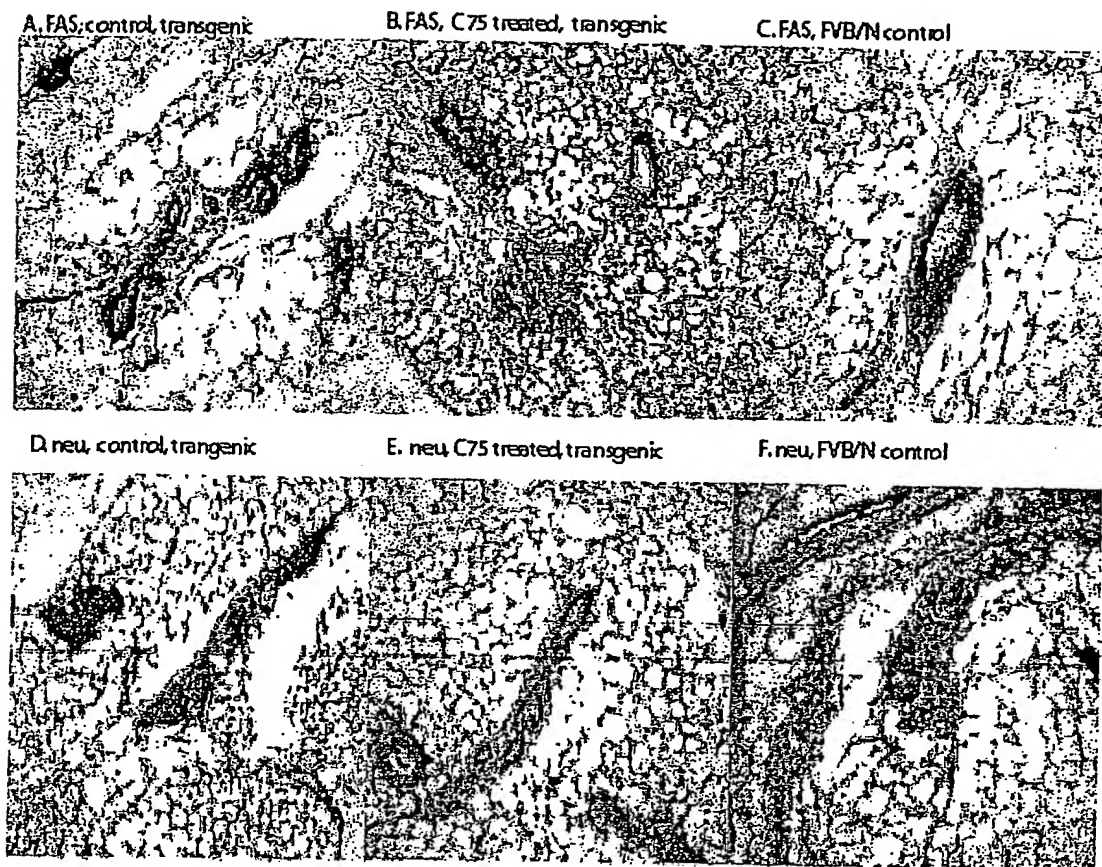 A. FAS, control, transgenic
B. FAS, C75 treated, transgenic
C. FAS, FVB/N control
D. neu, control, trangenic
E. neu, C75 treated, transgenic
F. neu, FVB/N control